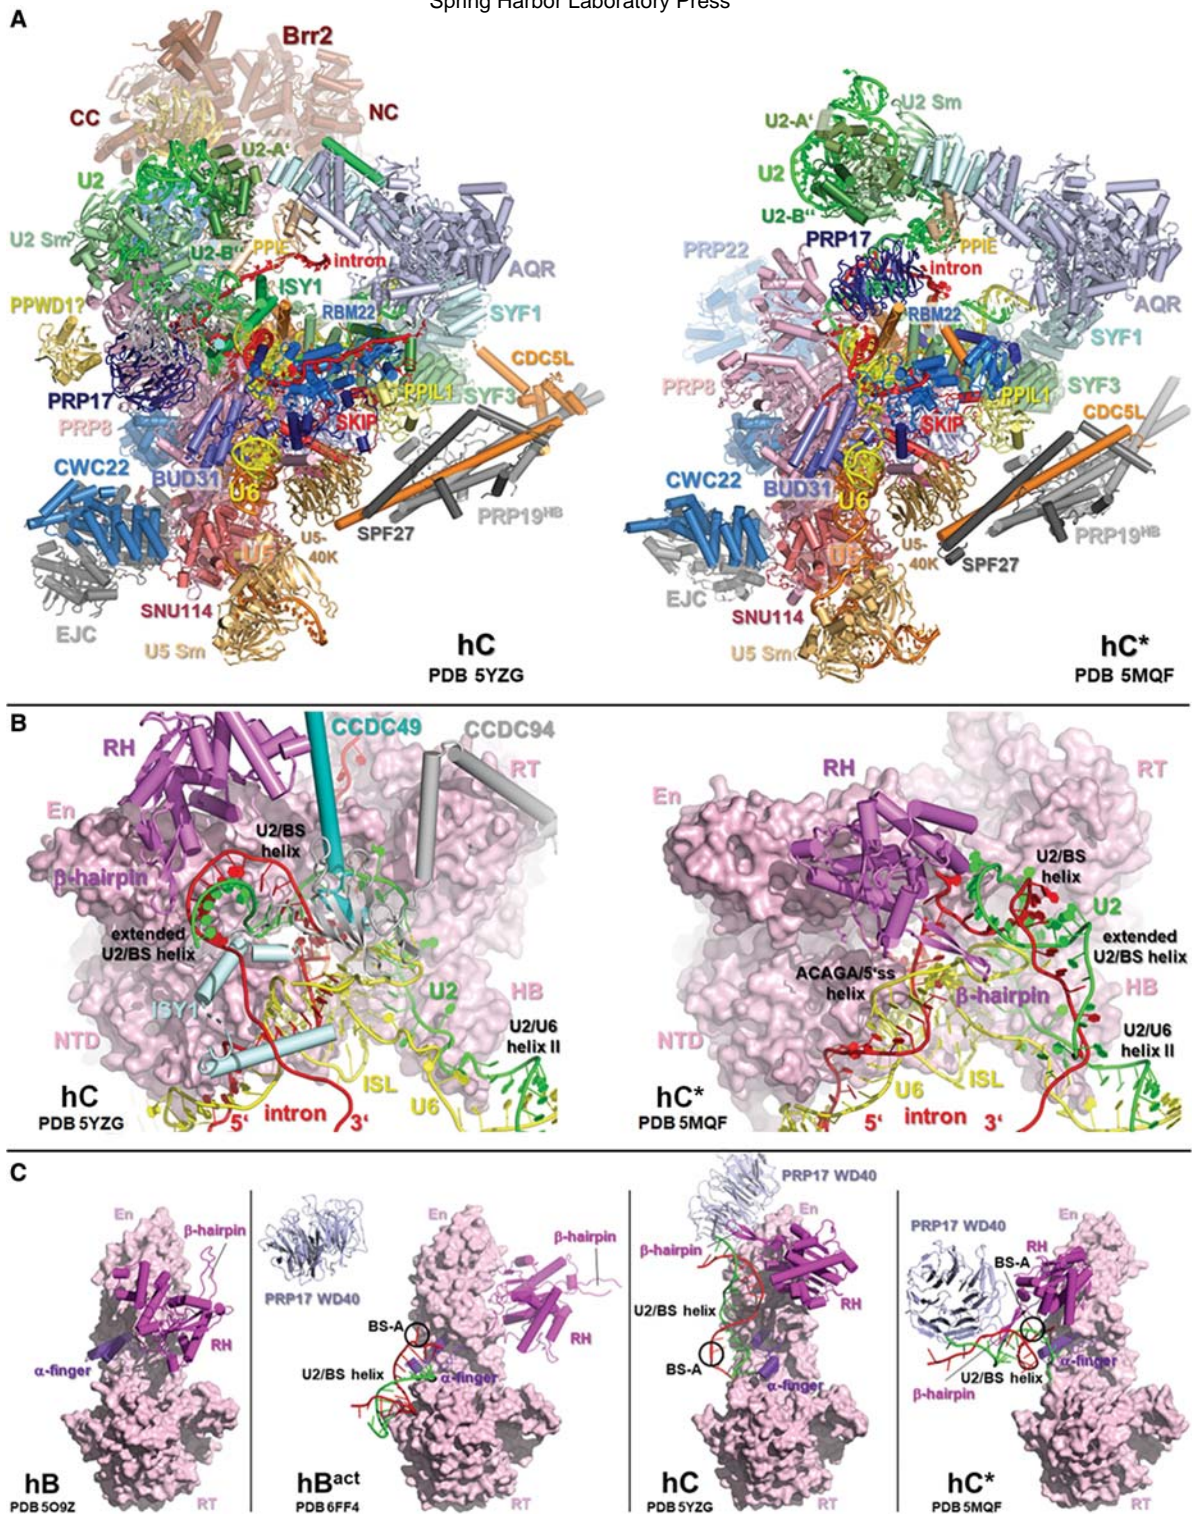 Spring Harbor Laboratory Press
A
Brr2
CC
NC
U2-A'
U2
U2 Sm
U2-B"
PPIE
intron
AQR
ISY1
PPWD1?
RBM22
SYF1
CDC5L
PRP17
PPIL1
SYF3
PRP8
SKIP
CWC22
BUD31
U6
PRP19HB
SPF27
U5
U5-
40K
SNU114
EJC
U5 Sm
hC
PDB 5YZG
U2 Sm
U2-A'
U2
U2-B"
PRP17
PPIE
PRP22
intron
ISY1
AQR
RBM22
SYF1
PRP8
PPIL1
SYF3
CDC5L
SKIP
CWC22
BUD31
U6
PRP19HB
U5
U5-
40K
SPF27
EJC
SNU114
U5 Sm
hC*
PDB 5MQF
B
RH
CCDC49
CCDC94
RT
En
U2/BS
helix
β-hairpin
extended
U2/BS helix
ISY1
U2
HB
NTD
U2/U6
helix II
ISL
U6
hC
PDB 5YZG
5'
intron
3'
RH
RT
En
U2/BS
helix
U2
extended
U2/BS helix
ACAGA/5'ss
helix
β-hairpin
HB
NTD
U2/U6
helix II
ISL
U6
hC*
PDB 5MQF
5'
intron
3'
C
En
β-hairpin
RH
α-finger
hB
PDB 5O9Z
RT
En
β-hairpin
PRP17 WD40
BS-A
RH
U2/BS helix
α-finger
hBact
PDB 6FF4
RT
PRP17 WD40
En
β-hairpin
RH
U2/BS helix
BS-A
α-finger
hC
PDB 5YZG
RT
En
PRP17 WD40
RH
BS-A
α-finger
U2/BS helix
β-hairpin
hC*
PDB 5MQF
RT